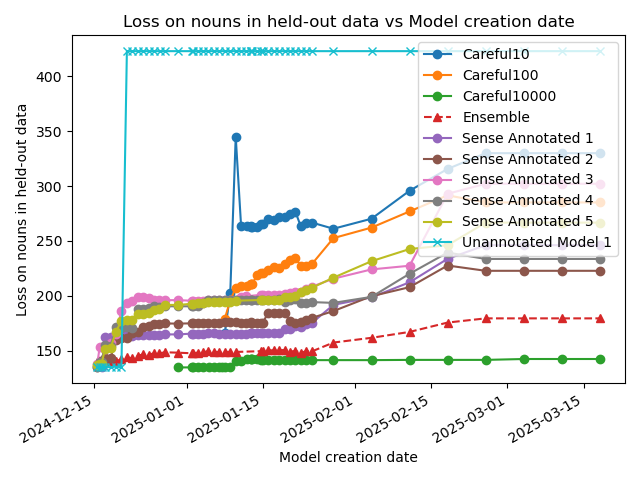 Loss on nouns in held-out data vs Model creation date
Loss on nouns in held-out data
400
350
300
250
200
150
Careful10
Careful100
Careful10000
Ensemble
Sense Annotated 1
Sense Annotated 2
Sense Annotated 3
Sense Annotated 4
Sense Annotated 5
Unannotated Model 1
2024-12-15
2025-01-01
2025-01-15
2025-02-01
2025-02-15
2025-03-01
2025-03-15
Model creation date